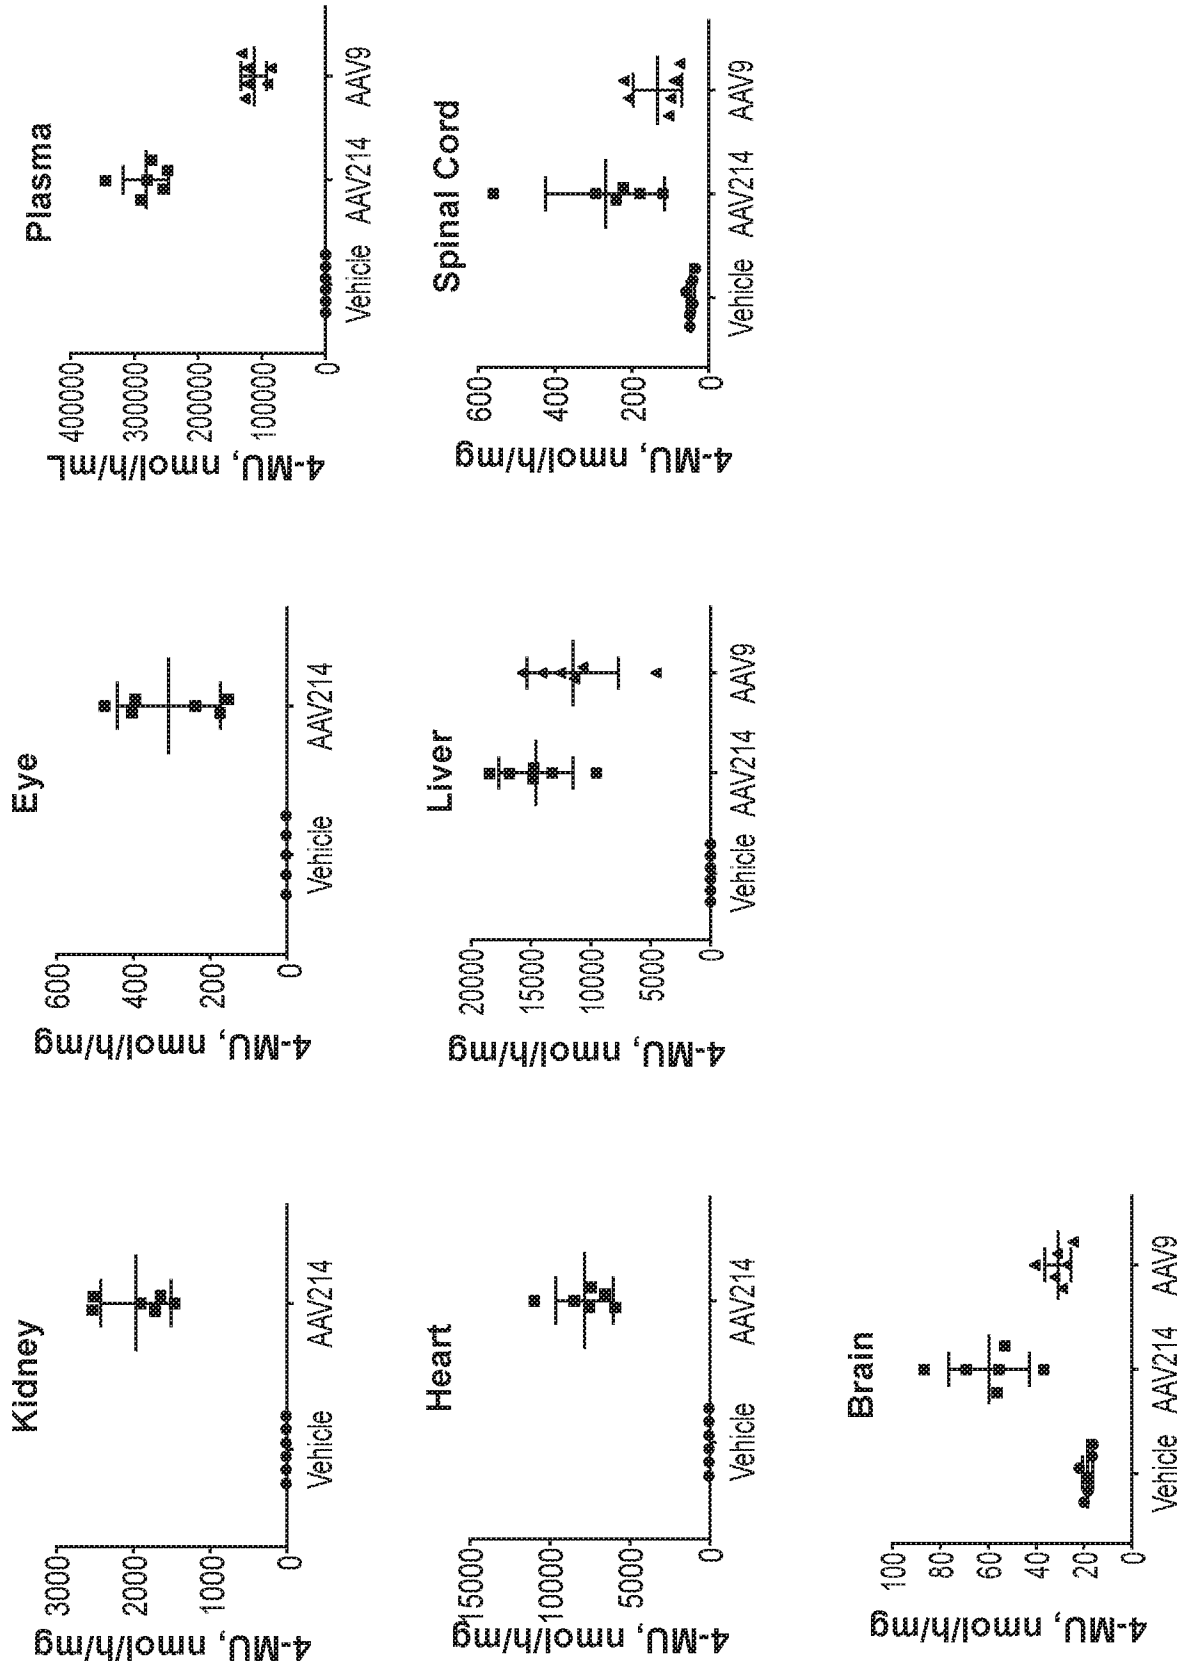 Kidney
4-MU, nmol/h/mg
3000
2000
1000
0
Vehicle AAV214
Eye
4-MU, nmol/h/mg
600
400
200
0
Vehicle AAV214
Plasma
4-MU, nmol/h/mL
400000
300000
200000
100000
0
Vehicle AAV214 AAV9
Heart
4-MU, nmol/h/mg
15000
10000
5000
0
Vehicle AAV214
Liver
4-MU, nmol/h/mg
20000
15000
10000
5000
0
Vehicle AAV214 AAV9
Spinal Cord
4-MU, nmol/h/mg
600
400
200
0
Vehicle AAV214 AAV9
Brain
4-MU, nmol/h/mg
100
80
60
40
20
0
Vehicle AAV214 AAV9